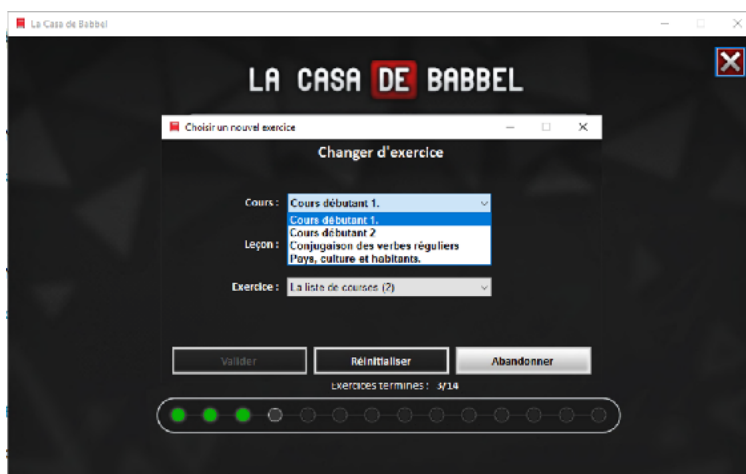 La Casa de Babbel
LA CASA DE BABBEL
Choisir un nouvel exercice
Changer d'exercice
Cours : Cours débutant 1.
Cours débutant 1.
Cours débutant 2
Leçon : Conjugaison des verbes réguliers
Pays, culture et habitants.
Exercice : La liste de courses (2)
Valider Réinitialiser Abandonner
Exercices terminés : 3/14